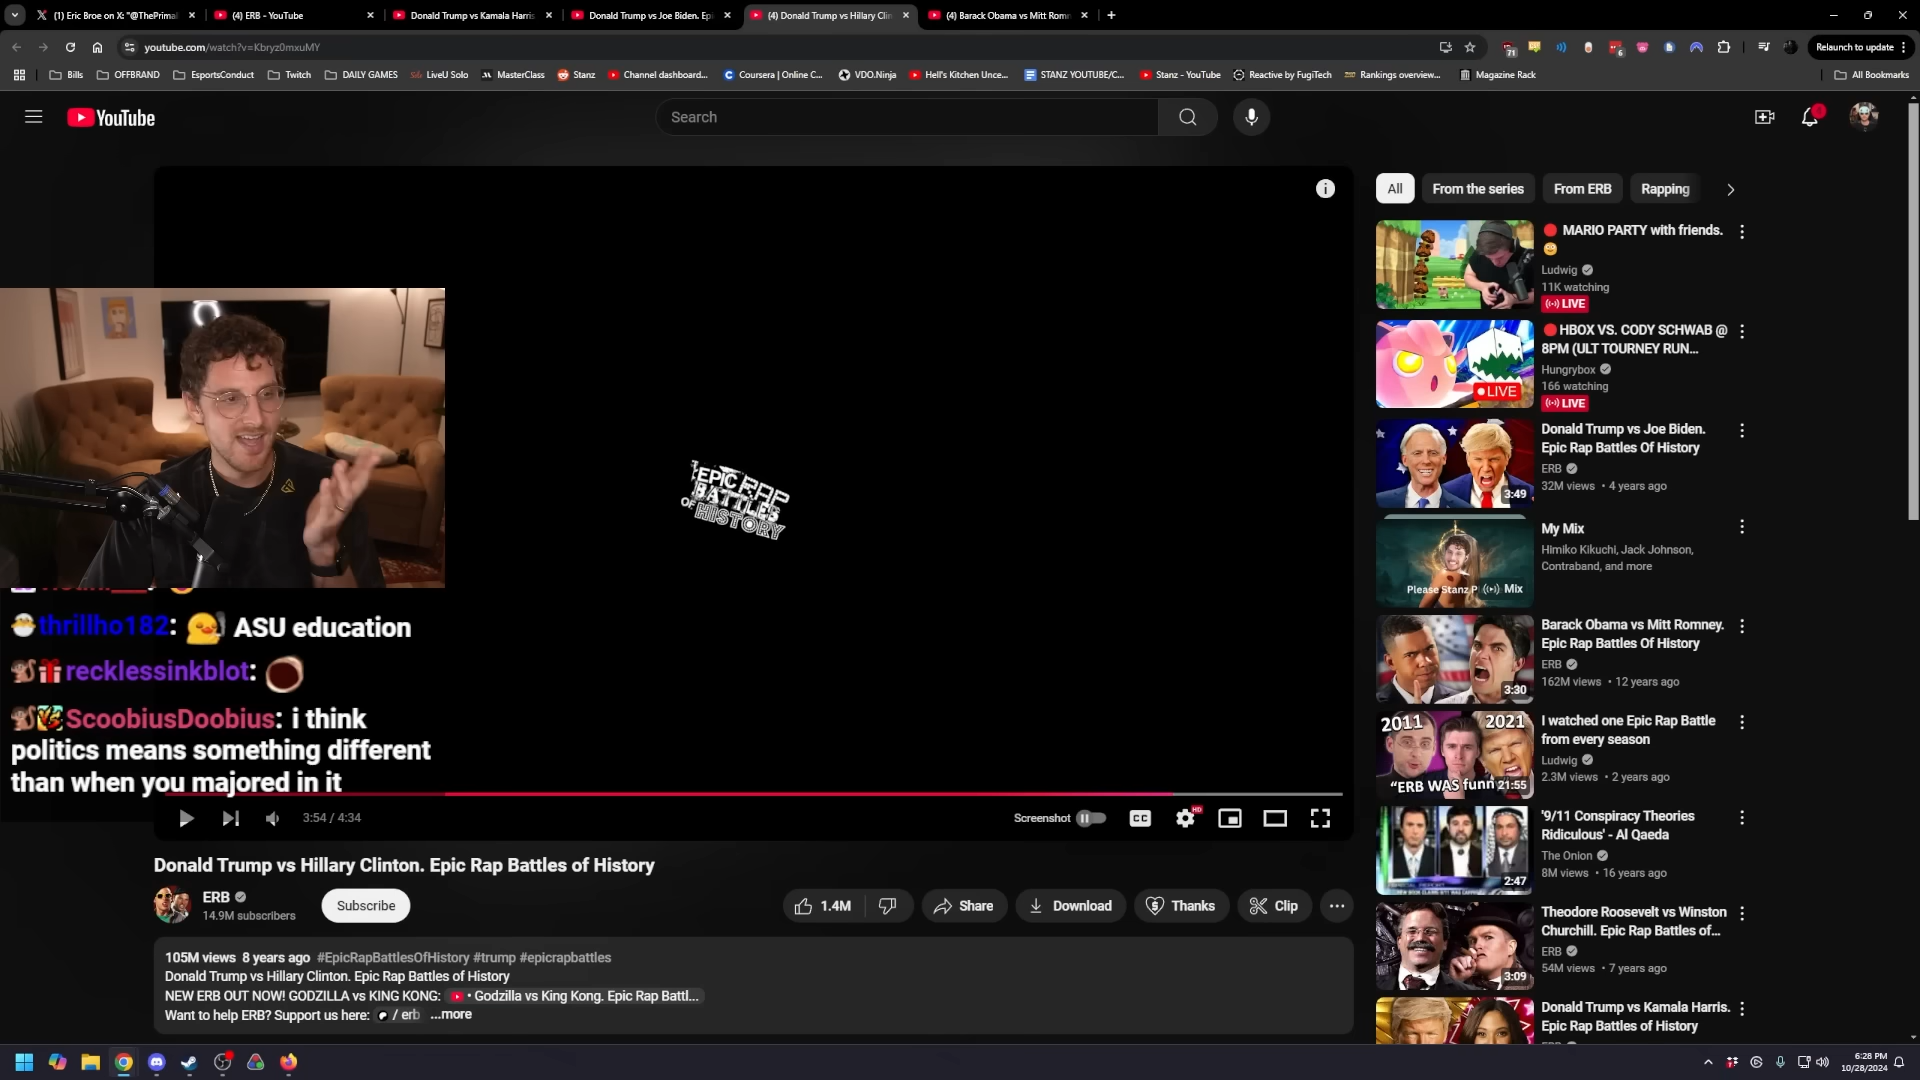 (1) Eric Broe on X: "@ThePrimal
(4) ERB - YouTube
Donald Trump vs Kamala Harris
Donald Trump vs Joe Biden. Epi
(4) Donald Trump vs Hillary Clin
(4) Barack Obama vs Mitt Romn
youtube.com/watch?v=Kbryz0mxuMY
71
6
Relaunch to update
Bills
OFFBRAND
EsportsConduct
Twitch
DAILY GAMES
LiveU Solo
MasterClass
Stanz
Channel dashboard...
Coursera | Online C...
VDO.Ninja
Hell's Kitchen Unce...
STANZ YOUTUBE/C...
Stanz - YouTube
Reactive by FugiTech
Rankings overview...
Magazine Rack
All Bookmarks
YouTube
Search
All
From the series
From ERB
Rapping
EPIC RAP
BATTLES
OF HISTORY
thrillho182: ASU education
recklessinkblot:
ScoobiusDoobius: i think
politics means something different
than when you majored in it
3:54 / 4:34
Screenshot
CC
HD
Donald Trump vs Hillary Clinton. Epic Rap Battles of History
ERB
14.9M subscribers
Subscribe
1.4M
Share
Download
Thanks
Clip
105M views 8 years ago #EpicRapBattlesOfHistory #trump #epicrapbattles
Donald Trump vs Hillary Clinton. Epic Rap Battles of History
NEW ERB OUT NOW! GODZILLA vs KING KONG: • Godzilla vs King Kong. Epic Rap Battl...
Want to help ERB? Support us here: / erb ...more
MARIO PARTY with friends.
Ludwig
11K watching
LIVE
LIVE
HBOX VS. CODY SCHWAB @
8PM (ULT TOURNEY RUN...
Hungrybox
166 watching
LIVE
3:49
Donald Trump vs Joe Biden.
Epic Rap Battles Of History
ERB
32M views • 4 years ago
Please Stanz P
Mix
My Mix
Himiko Kikuchi, Jack Johnson,
Contraband, and more
3:30
Barack Obama vs Mitt Romney.
Epic Rap Battles Of History
ERB
162M views • 12 years ago
2011 2021
"ERB WAS funn
21:55
I watched one Epic Rap Battle
from every season
Ludwig
2.3M views • 2 years ago
2:47
'9/11 Conspiracy Theories
Ridiculous' - Al Qaeda
The Onion
8M views • 16 years ago
3:09
Theodore Roosevelt vs Winston
Churchill. Epic Rap Battles of...
ERB
54M views • 7 years ago
Donald Trump vs Kamala Harris.
Epic Rap Battles of History
6:28 PM
10/28/2024